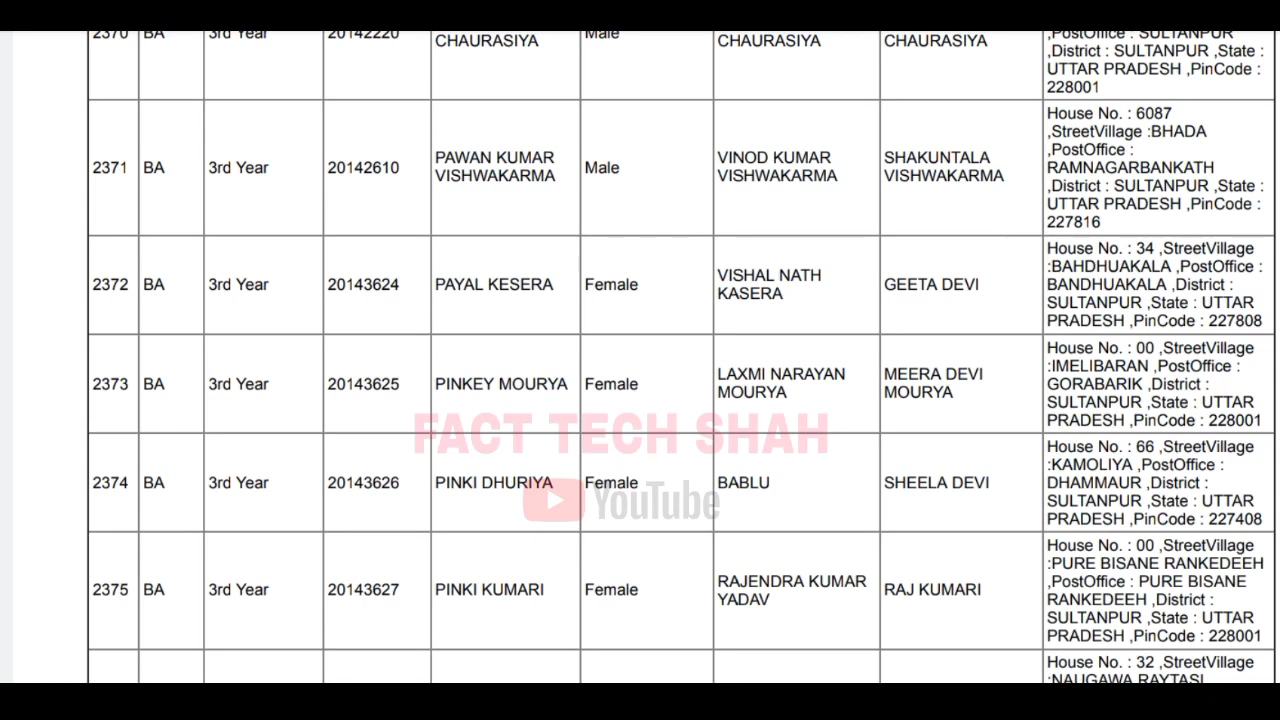 2370 BA 3rd Year 20142220 CHAURASIYA Male CHAURASIYA CHAURASIYA ,PostOffice : SULTANPUR
,District : SULTANPUR ,State :
UTTAR PRADESH ,PinCode :
228001
2371
BA
3rd Year
20142610
PAWAN KUMAR
VISHWAKARMA
Male
VINOD KUMAR
VISHWAKARMA
SHAKUNTALA
VISHWAKARMA
House No. : 6087
,StreetVillage :BHADA
,PostOffice :
RAMNAGARBANKATH
,District : SULTANPUR ,State :
UTTAR PRADESH ,PinCode :
227816
2372
BA
3rd Year
20143624
PAYAL KESERA
Female
VISHAL NATH
KASERA
GEETA DEVI
House No. : 34 ,StreetVillage
:BAHDHUAKALA ,PostOffice :
BANDHUAKALA ,District :
SULTANPUR ,State : UTTAR
PRADESH ,PinCode : 227808
2373
BA
3rd Year
20143625
PINKEY MOURYA
Female
LAXMI NARAYAN
MOURYA
MEERA DEVI
MOURYA
House No. : 00 ,StreetVillage
:IMELIBARAN ,PostOffice :
GORABARIK ,District :
SULTANPUR ,State : UTTAR
PRADESH ,PinCode : 228001
FACT TECH SHAH
2374
BA
3rd Year
20143626
PINKI DHURIYA
Female
BABLU
SHEELA DEVI
House No. : 66 ,StreetVillage
:KAMOLIYA ,PostOffice :
DHAMMAUR ,District :
SULTANPUR ,State : UTTAR
PRADESH ,PinCode : 227408
YouTube
2375
BA
3rd Year
20143627
PINKI KUMARI
Female
RAJENDRA KUMAR
YADAV
RAJ KUMARI
House No. : 00 ,StreetVillage
:PURE BISANE RANKEDEEH
,PostOffice : PURE BISANE
RANKEDEEH ,District :
SULTANPUR ,State : UTTAR
PRADESH ,PinCode : 228001
House No. : 32 ,StreetVillage
:NAUGAWA RAYTASI